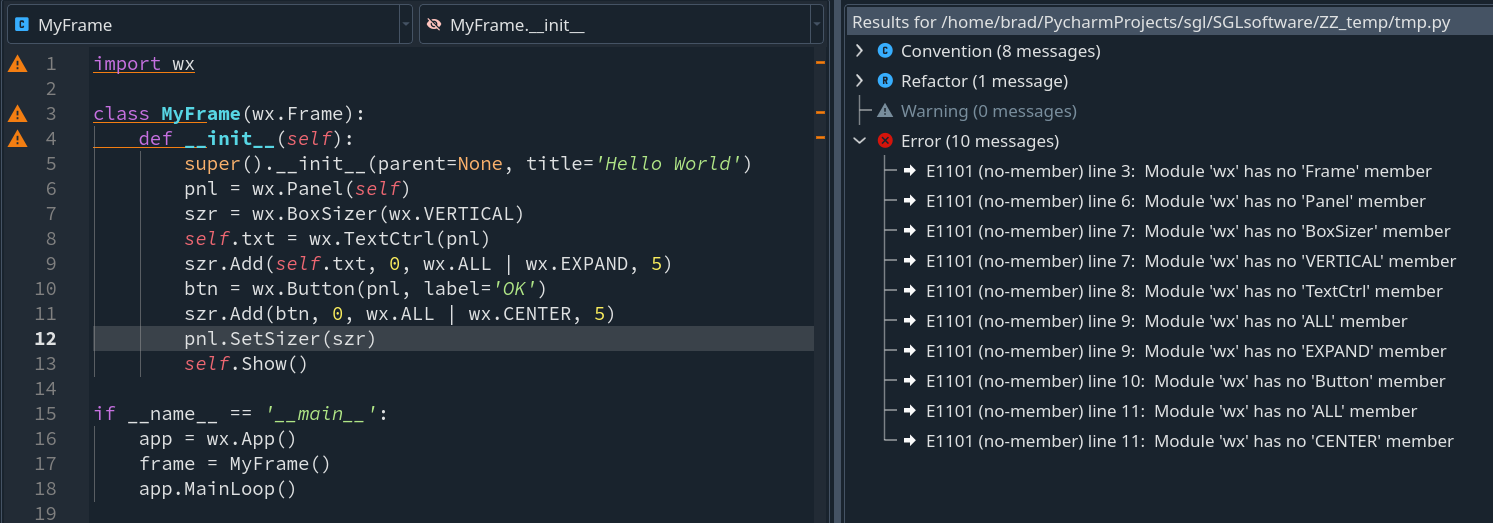 MyFrame
MyFrame.__init__
1 import wx
2
3 class MyFrame(wx.Frame):
4     def __init__(self):
5         super().__init__(parent=None, title='Hello World')
6         pnl = wx.Panel(self)
7         szr = wx.BoxSizer(wx.VERTICAL)
8         self.txt = wx.TextCtrl(pnl)
9         szr.Add(self.txt, 0, wx.ALL | wx.EXPAND, 5)
10         btn = wx.Button(pnl, label='OK')
11         szr.Add(btn, 0, wx.ALL | wx.CENTER, 5)
12         pnl.SetSizer(szr)
13         self.Show()
14
15 if __name__ == '__main__':
16     app = wx.App()
17     frame = MyFrame()
18     app.MainLoop()
19
Results for /home/brad/PycharmProjects/sgl/SGLsoftware/ZZ_temp/tmp.py
C Convention (8 messages)
R Refactor (1 message)
Warning (0 messages)
Error (10 messages)
E1101 (no-member) line 3:  Module 'wx' has no 'Frame' member
E1101 (no-member) line 6:  Module 'wx' has no 'Panel' member
E1101 (no-member) line 7:  Module 'wx' has no 'BoxSizer' member
E1101 (no-member) line 7:  Module 'wx' has no 'VERTICAL' member
E1101 (no-member) line 8:  Module 'wx' has no 'TextCtrl' member
E1101 (no-member) line 9:  Module 'wx' has no 'ALL' member
E1101 (no-member) line 9:  Module 'wx' has no 'EXPAND' member
E1101 (no-member) line 10:  Module 'wx' has no 'Button' member
E1101 (no-member) line 11:  Module 'wx' has no 'ALL' member
E1101 (no-member) line 11:  Module 'wx' has no 'CENTER' member